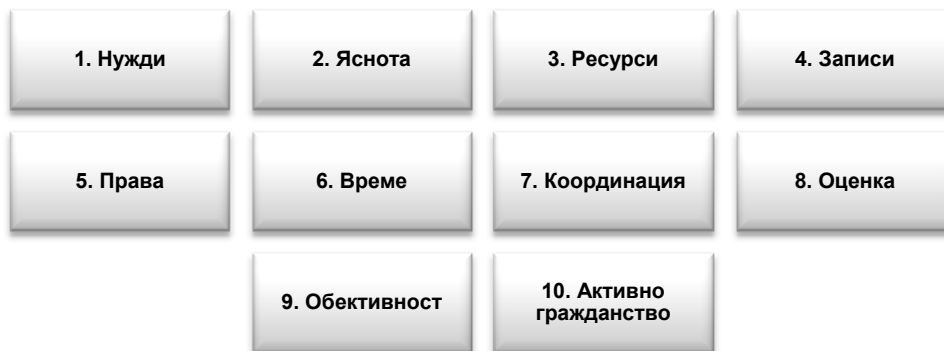 1. Нужди
2. Яснота
3. Ресурси
4. Записи
5. Права
6. Време
7. Координация
8. Оценка
9. Обективност
10. Активно
гражданство